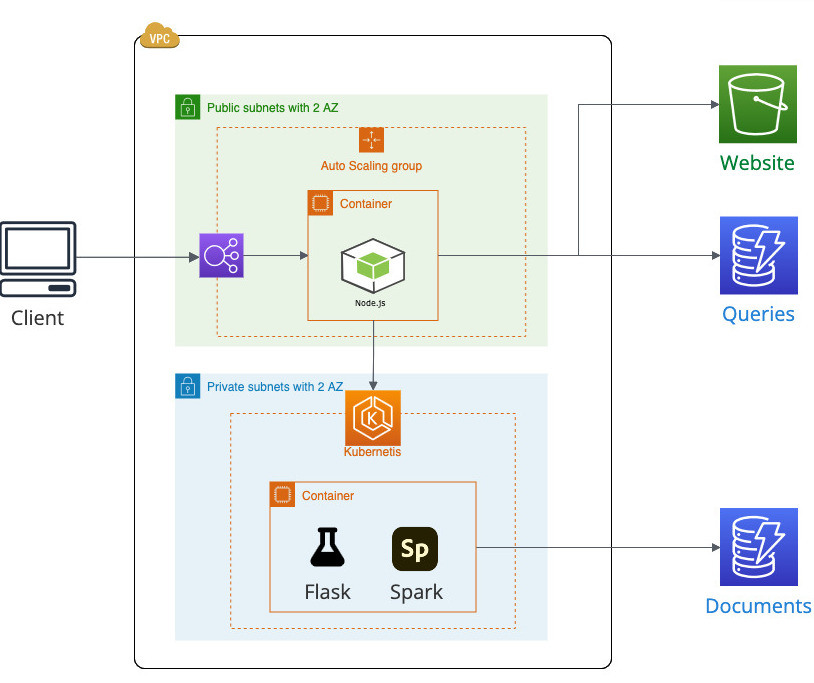 VPC
Public subnets with 2 AZ
Auto Scaling group
Container
Node.js
Client
Website
Queries
Private subnets with 2 AZ
K
Kubernetis
Container
Sp
Flask
Spark
Documents